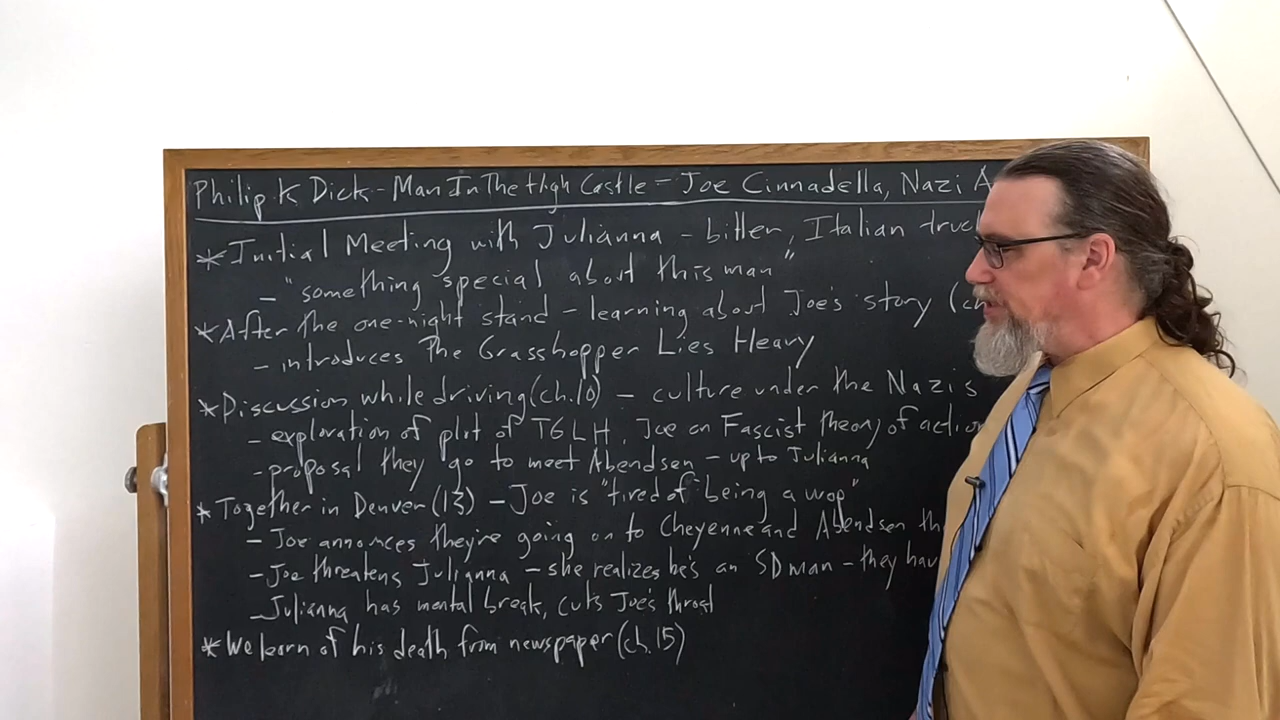 Philip K Dick - Man In The High Castle - Joe Cinnadella, Nazi A
* Initial Meeting with Julianna - bitter, Italian truc
- "something special about this man"
* After the one-night stand - learning about Joe's story (ch
- introduces The Grasshopper Lies Heavy
* Discussion while driving (ch.10) - culture under the Nazis
- exploration of plot of TGLH, Joe on Fascist theory of action
- proposal they go to meet Abendsen - up to Julianna
* Together in Denver (13) - Joe is "tired of being a wop"
- Joe announces they're going on to Cheyenne and Abendsen th
- Joe threatens Julianna - she realizes he's an SD man - they hav
- Julianna has mental break, cuts Joe's throat
* We learn of his death from newspaper (ch.15)